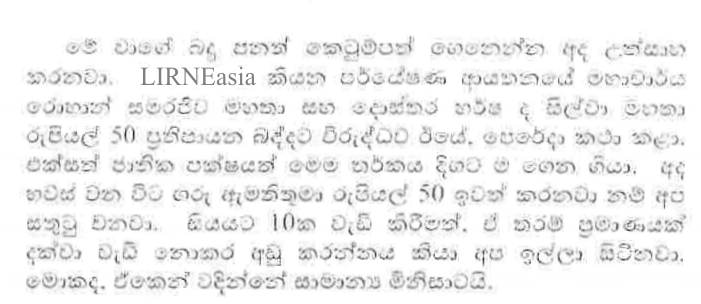 මේ වාගේ බදු පනත් කෙටුම්පත් ගෙනෙන්න අද උත්සාහ
කරනවා. LIRNEasia කියන පර්යේෂණ ආයතනයේ මහාචාර්ය
රොහාන් සමරජීව මහතා සහ දොස්තර හර්ෂ ද සිල්වා මහතා
රුපියල් 50 ප්‍රතිපායන බද්දට විරුද්ධව ඊයේ, පෙරේදා කථා කළා.
එක්සත් ජාතික පක්ෂයත් මෙම තර්කය දිගට ම ගෙන ගියා. අද
හවස් වන විට ගරු ඇමතිතුමා රුපියල් 50 ඉවත් කරනවා නම් අප
සතුටු වනවා. සියයට 10ක වැඩි කිරීමත්, ඒ තරම් ප්‍රමාණයක්
දක්වා වැඩි නොකර අඩු කරන්නය කියා අප ඉල්ලා සිටිනවා.
මොකද, ඒකෙන් වදින්නේ සාමාන්‍ය මිනිසාටයි.